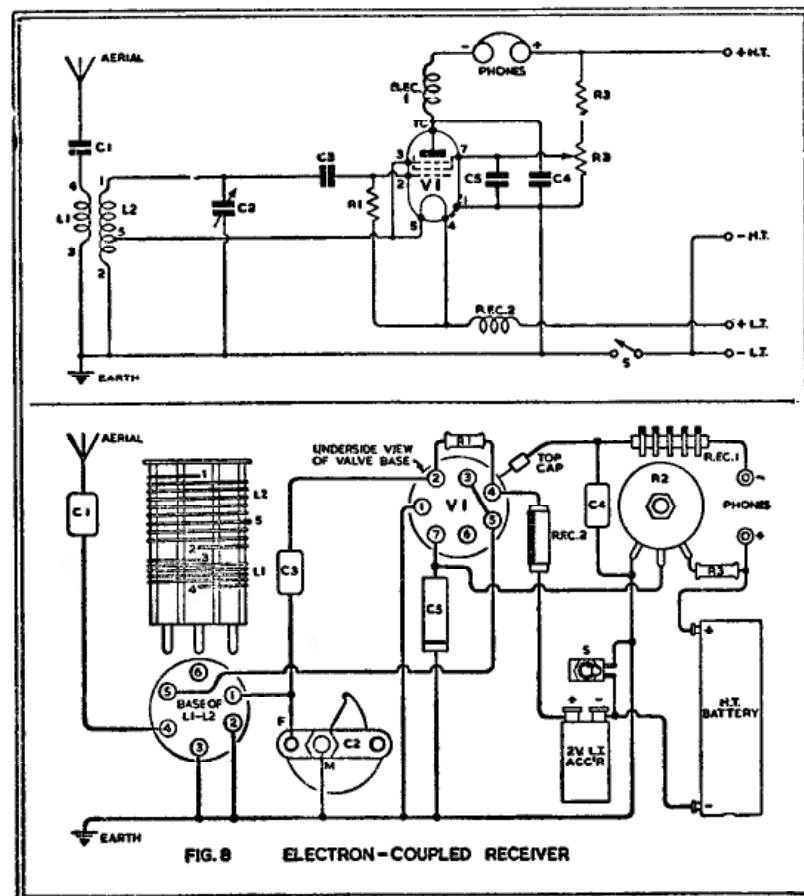 AERIAL
- +
PHONES
+H.T.
R.F.C.
1
R3
C1
TC
C3
3
7
R2
4
1
2
V1
C5
C4
L1
L2
C2
R1
1
5
5
4
3
2
-H.T.
R.F.C.2
+L.T.
S
-L.T.
EARTH
AERIAL
UNDERSIDE VIEW
OF VALVE BASE
R1
TOP
CAP
R.F.C.1
1
2
3
4
R2
-
L2
V1
PHONES
C1
5
1
5
C4
+
2
7
6
R.F.C.2
3
L1
C3
R3
4
C5
6
S
+
5
BASE OF
L1-L2
1
+ -
H.T.
BATTERY
4
2
F
C2
2V. L.T.
ACC'R
3
M
-
EARTH
FIG. 8 ELECTRON-COUPLED RECEIVER